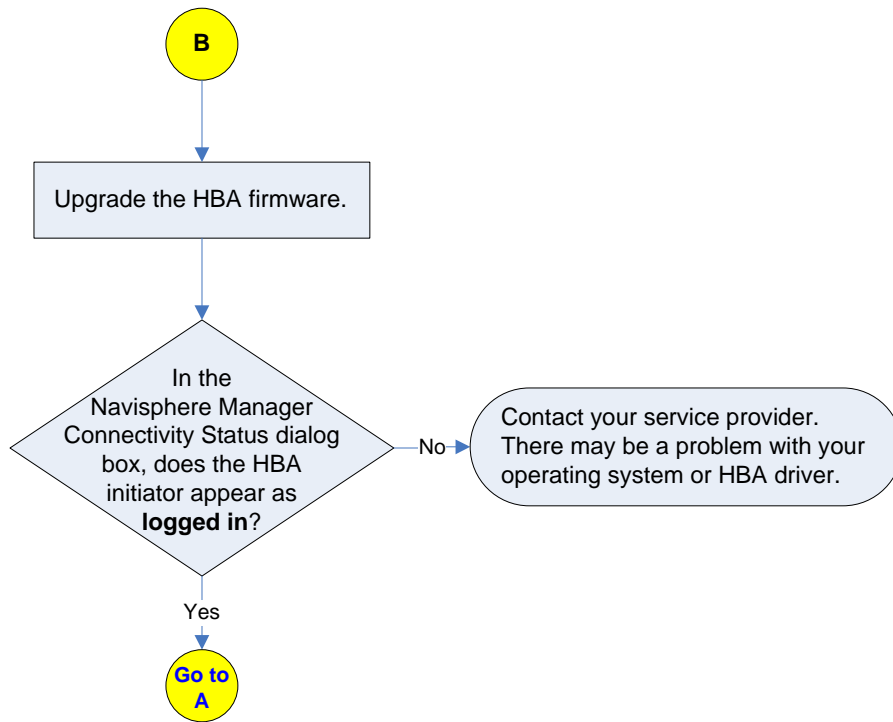 B
Upgrade the HBA firmware.
In the
Navisphere Manager
Connectivity Status dialog
box, does the HBA
initiator appear as
logged in?
No
Contact your service provider.
There may be a problem with your
operating system or HBA driver.
Yes
Go to
A